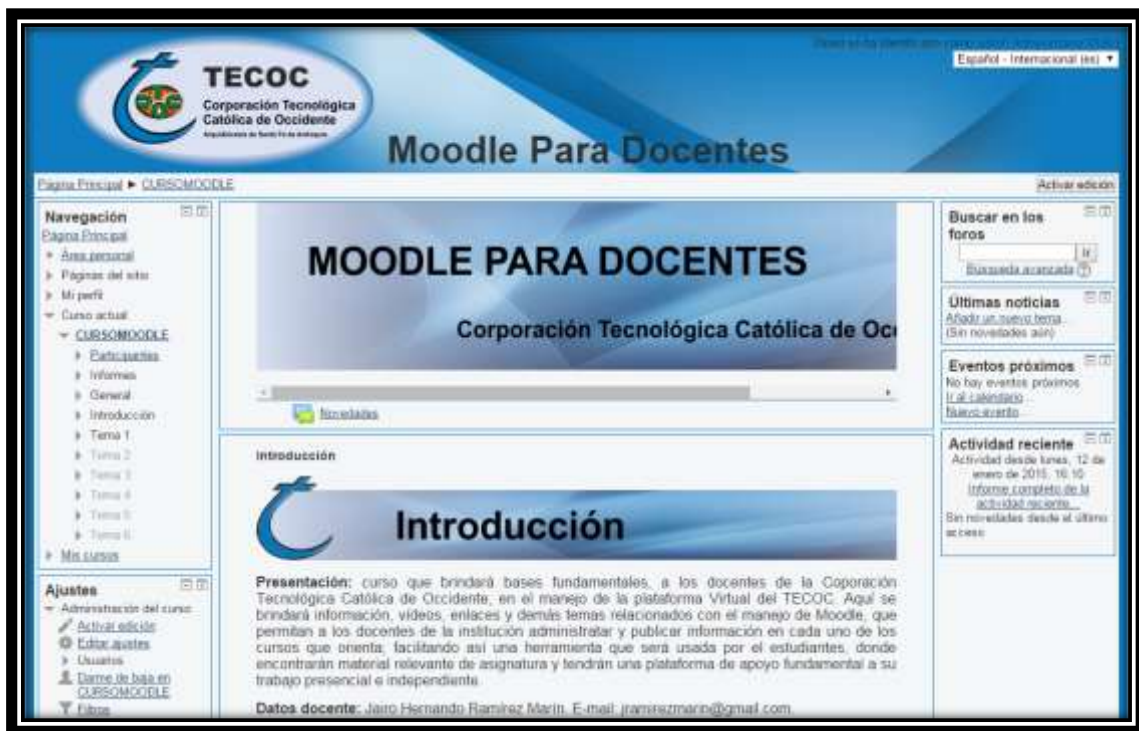 Español - Internacional (es)
TECOC
Corporación Tecnológica
Católica de Occidente
Arquidiócesis de Santa Fe de Antioquia
Moodle Para Docentes
Página Principal ► CURSOMOODLE
Activar edición
Navegación
Página Principal
Área personal
Páginas del sitio
Mi perfil
Curso actual
CURSOMOODLE
Participantes
Informes
General
Introducción
Tema 1
Tema 2
Tema 3
Tema 4
Tema 5
Tema 6
Mis cursos
Ajustes
Administración del curso
Activar edición
Editar ajustes
Usuarios
Darme de baja en
CURSOMOODLE
Filtros
MOODLE PARA DOCENTES
Corporación Tecnológica Católica de Occ
Novedades
Introducción
Introducción
Presentación: curso que brindará bases fundamentales, a los docentes de la Coporación
Tecnológica Católica de Occidente, en el manejo de la plataforma Virtual del TECOC. Aquí se
brindará información, vídeos, enlaces y demás temas relacionados con el manejo de Moodle, que
permitan a los docentes de la institución administratar y publicar información en cada uno de los
cursos que orienta, facilitando así una herramienta que será usada por el estudiantes, donde
encontrarán material relevante de asignatura y tendrán una plataforma de apoyo fundamental a su
trabajo presencial e independiente.
Datos docente: Jairo Hernando Ramírez Marín. E-mail: jramirezmarin@gmail.com
Buscar en los
foros
Ir
Búsqueda avanzada
Últimas noticias
Añadir un nuevo tema...
(Sin novedades aún)
Eventos próximos
No hay eventos próximos
Ir al calendario...
Nuevo evento...
Actividad reciente
Actividad desde lunes, 12 de
enero de 2015, 16:16
Informe completo de la
actividad reciente...
Sin novedades desde el último
acceso